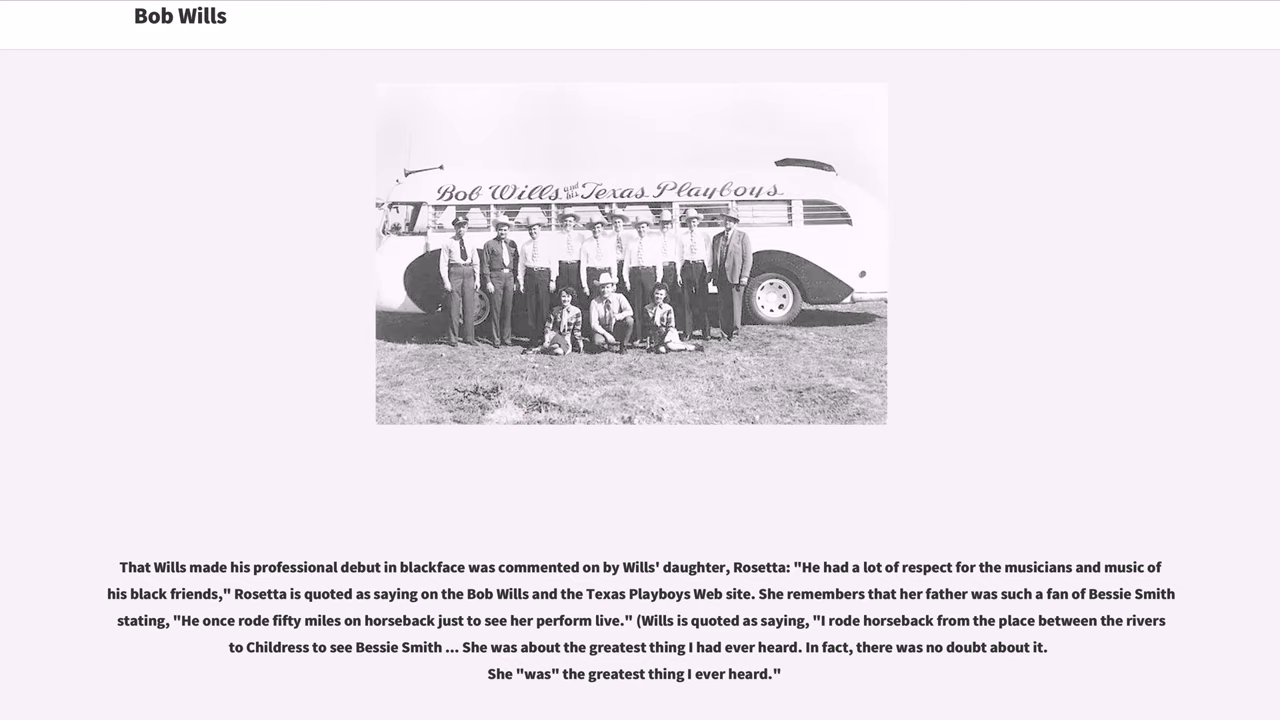 Bob Wills
Bob Wills and his Texas Playboys
That Wills made his professional debut in blackface was commented on by Wills' daughter, Rosetta: "He had a lot of respect for the musicians and music of
his black friends," Rosetta is quoted as saying on the Bob Wills and the Texas Playboys Web site. She remembers that her father was such a fan of Bessie Smith
stating, "He once rode fifty miles on horseback just to see her perform live." (Wills is quoted as saying, "I rode horseback from the place between the rivers
to Childress to see Bessie Smith ... She was about the greatest thing I had ever heard. In fact, there was no doubt about it.
She "was" the greatest thing I ever heard."